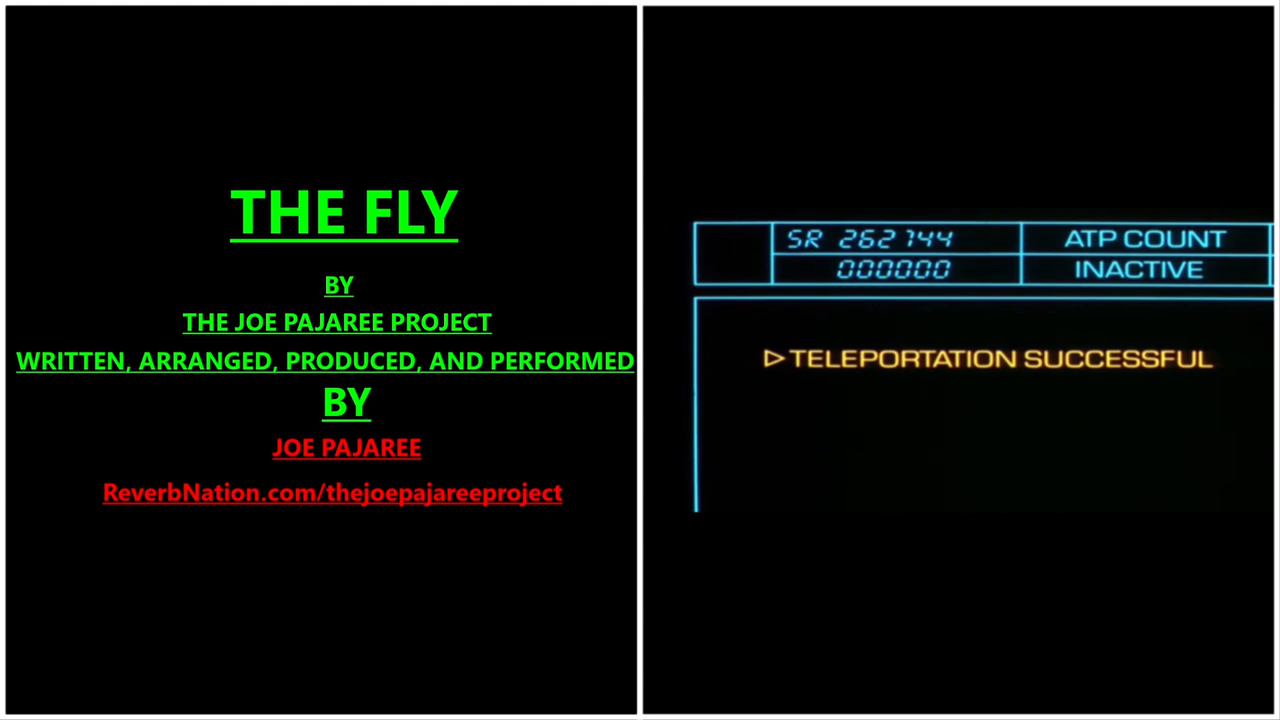 THE FLY
BY
THE JOE PAJAREE PROJECT
WRITTEN, ARRANGED, PRODUCED, AND PERFORMED
BY
JOE PAJAREE
ReverbNation.com/thejoepajareeproject
SR 262744 ATP COUNT
000000 INACTIVE
TELEPORTATION SUCCESSFUL